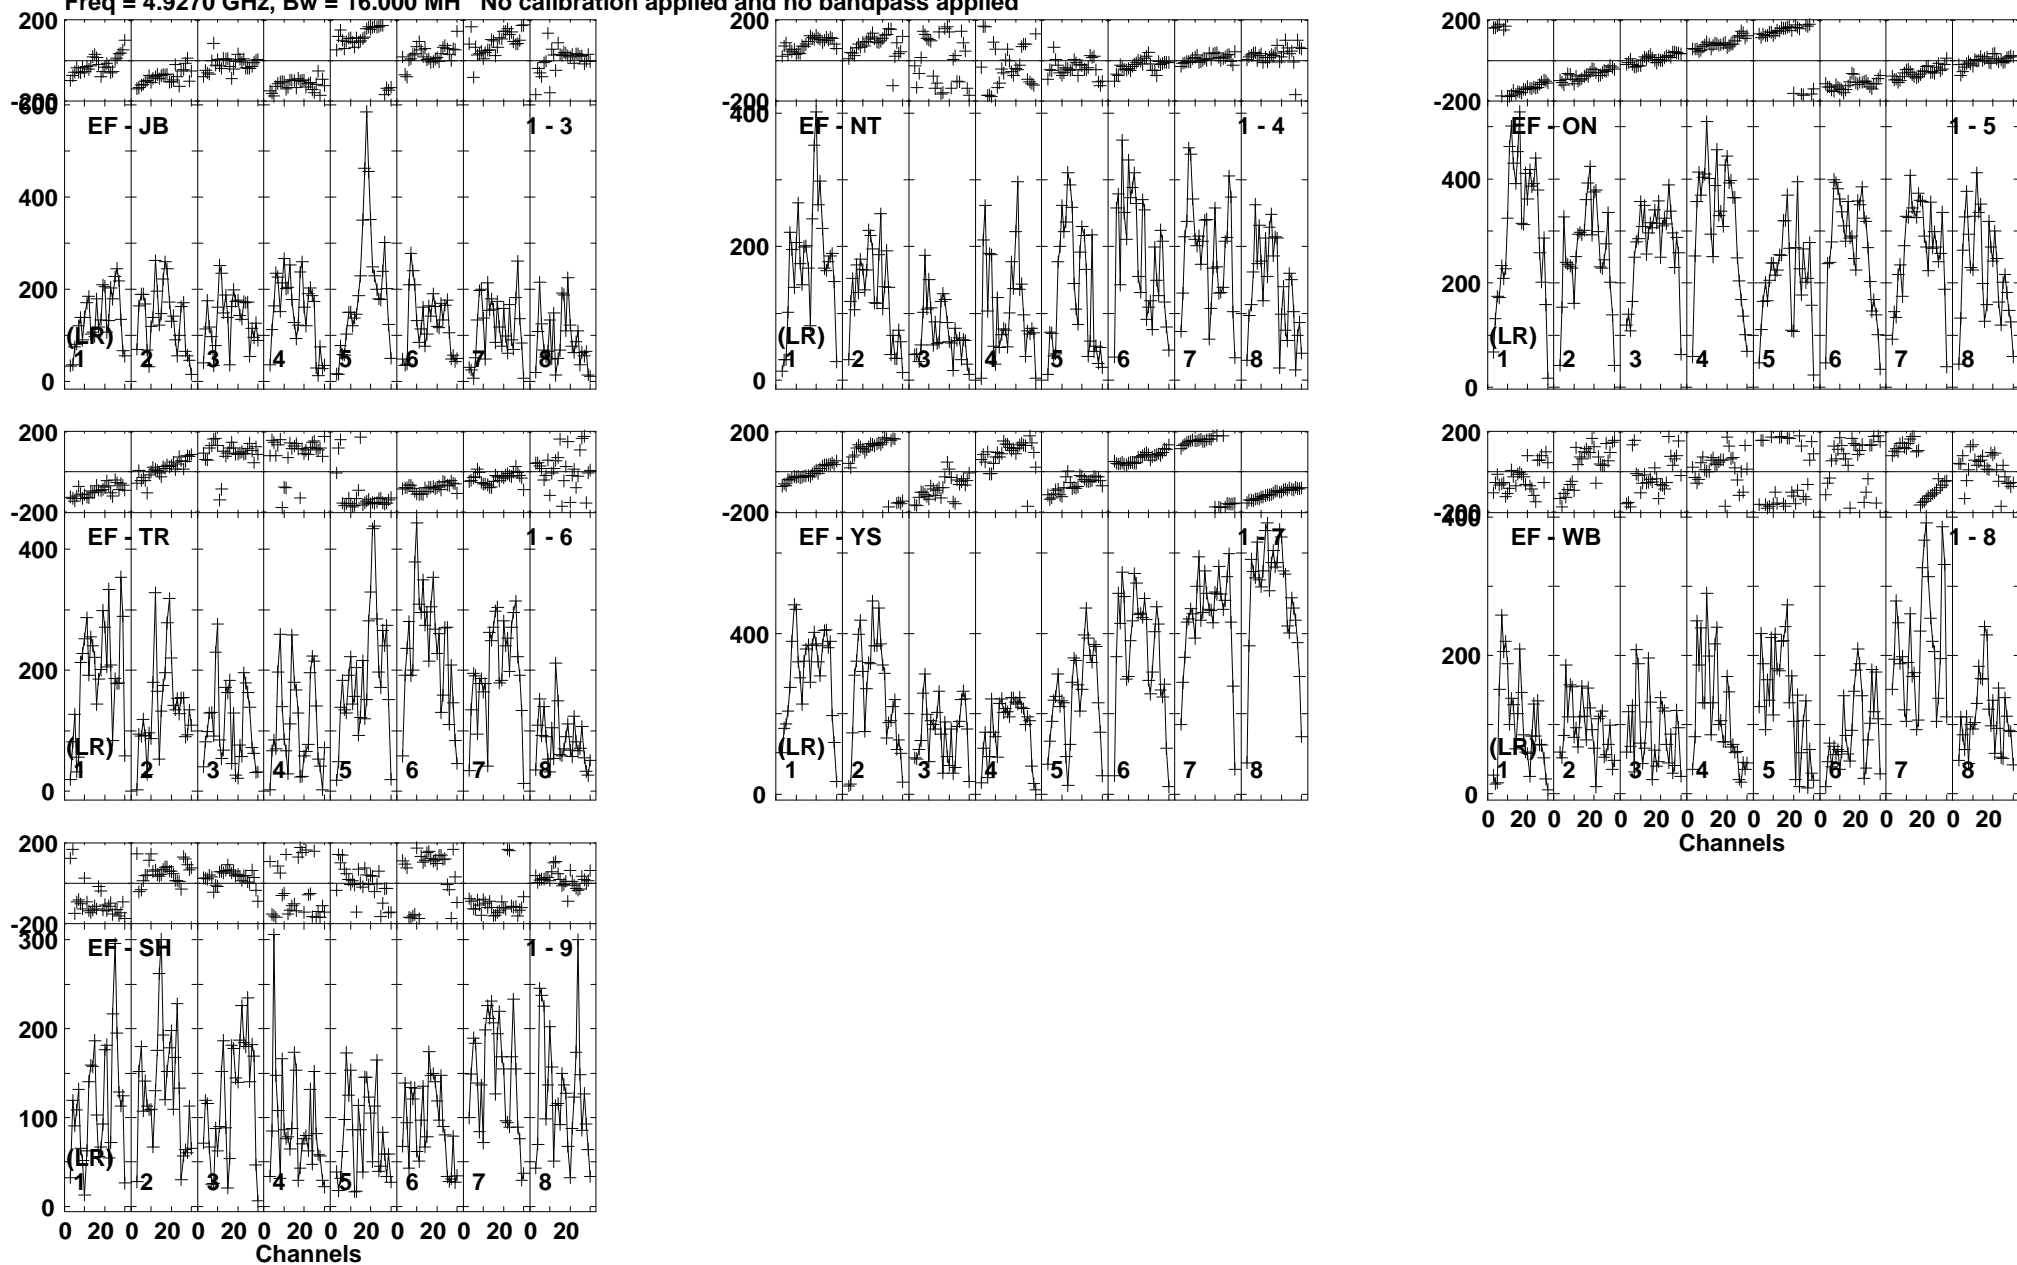 Freq = 4.9270 GHz, Bw = 16.000 MH No calibration applied and no bandpass applied
200
-200
600
400
200
0
EF - JB
1 - 3
(LR)
1 2 3 4 5 6 7 8
200
-200
400
200
0
EF - NT
1 - 4
(LR)
1 2 3 4 5 6 7 8
200
-200
400
200
0
EF - ON
1 - 5
(LR)
1 2 3 4 5 6 7 8
200
-200
400
200
0
EF - TR
1 - 6
(LR)
1 2 3 4 5 6 7 8
200
-200
400
0
EF - YS
1 - 7
(LR)
1 2 3 4 5 6 7 8
200
-200
400
200
0
EF - WB
1 - 8
(LR)
1 2 3 4 5 6 7 8
0 20 0 20 0 20 0 20 0 20 0 20 0 20 0 20
Channels
200
-200
300
200
100
0
EF - SH
1 - 9
(LR)
1 2 3 4 5 6 7 8
0 20 0 20 0 20 0 20 0 20 0 20 0 20 0 20
Channels